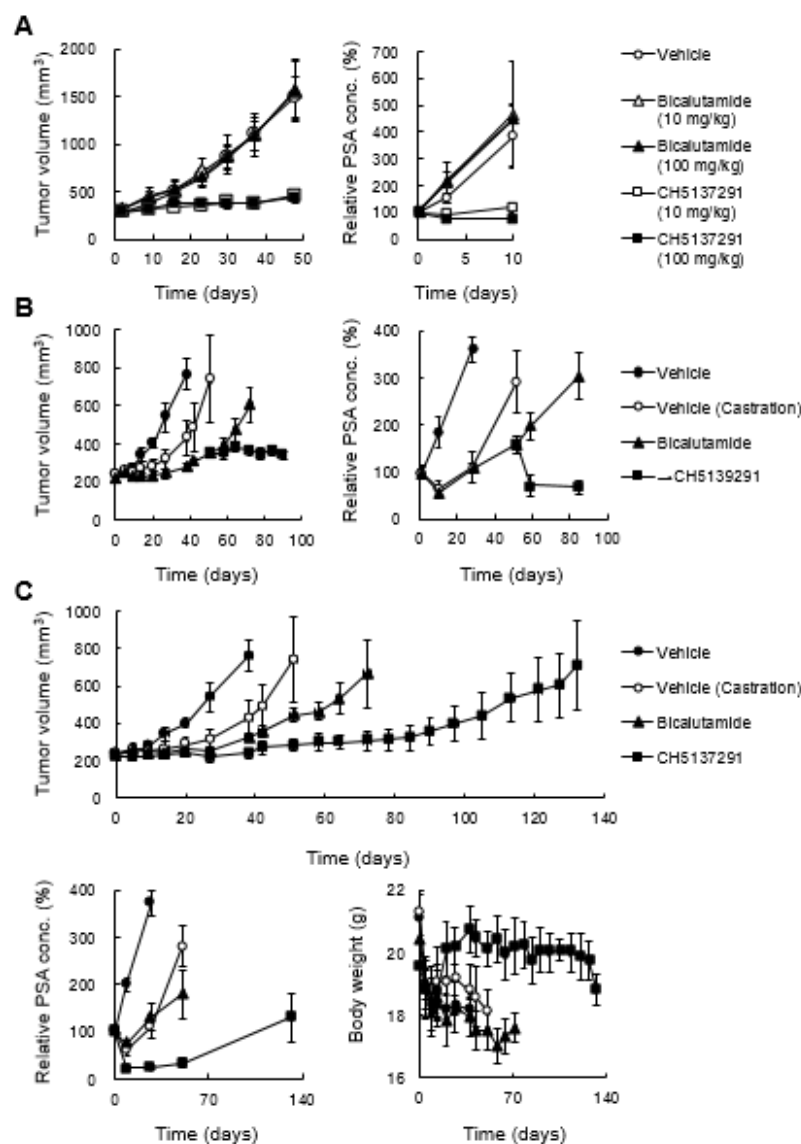 A
Tumor volume (mm³)
2000
1500
1000
500
0
0 10 20 30 40 50
Time (days)
Relative PSA conc. (%)
700
600
500
400
300
200
100
0
0 5 10
Time (days)
Vehicle
Bicalutamide
(10 mg/kg)
Bicalutamide
(100 mg/kg)
CH5137291
(10 mg/kg)
CH5137291
(100 mg/kg)
B
Tumor volume (mm³)
1000
800
600
400
200
0
0 20 40 60 80 100
Time (days)
Relative PSA conc. (%)
400
300
200
100
0
0 20 40 60 80 100
Time (days)
Vehicle
Vehicle (Castration)
Bicalutamide
→CH5139291
C
Tumor volume (mm³)
1000
800
600
400
200
0
0 20 40 60 80 100 120 140
Time (days)
Vehicle
Vehicle (Castration)
Bicalutamide
CH5137291
Relative PSA conc. (%)
400
300
200
100
0
0 70 140
Time (days)
Body weight (g)
22
20
18
16
0 70 140
Time (days)